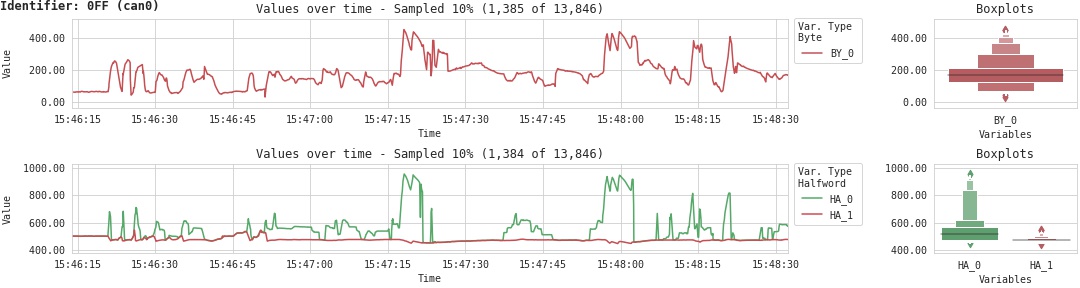 Identifier: 0FF (can0)
Values over time - Sampled 10% (1,385 of 13,846)
Value
400.00
200.00
0.00
15:46:15 15:46:30 15:46:45 15:47:00 15:47:15 15:47:30 15:47:45 15:48:00 15:48:15 15:48:30
Time
Var. Type
Byte
BY_0
Boxplots
400.00
200.00
0.00
BY_0
Variables
Values over time - Sampled 10% (1,384 of 13,846)
Value
1000.00
800.00
600.00
400.00
15:46:15 15:46:30 15:46:45 15:47:00 15:47:15 15:47:30 15:47:45 15:48:00 15:48:15 15:48:30
Time
Var. Type
Halfword
HA_0
HA_1
Boxplots
1000.00
800.00
600.00
400.00
HA_0 HA_1
Variables